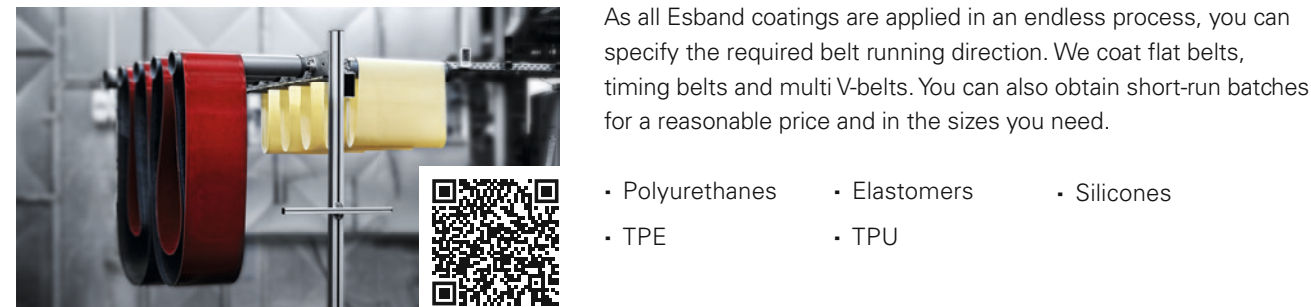 As all Esband coatings are applied in an endless process, you can
specify the required belt running direction. We coat flat belts,
timing belts and multi V-belts. You can also obtain short-run batches
for a reasonable price and in the sizes you need.
▪ Polyurethanes ▪ Elastomers ▪ Silicones
▪ TPE ▪ TPU